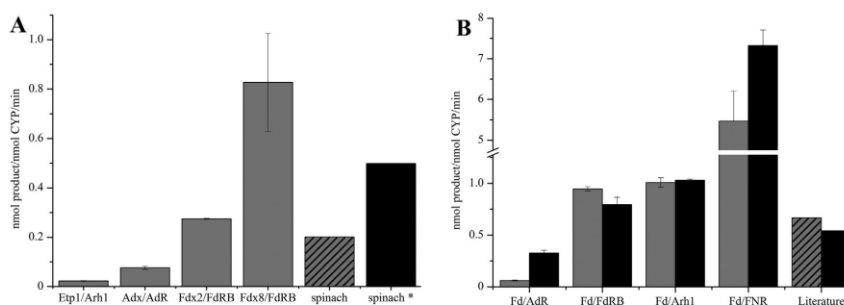 A
nmol product/nmol CYP/min
1.0
0.8
0.6
0.4
0.2
0
Etp1/Arh1 Adx/AdR Fdx2/FdRB Fdx8/FdRB spinach spinach *
B
nmol product/nmol CYP/min
8
7
6
5
1.0
0.5
0
Fd/AdR Fd/FdRB Fd/Arh1 Fd/FNR Literature